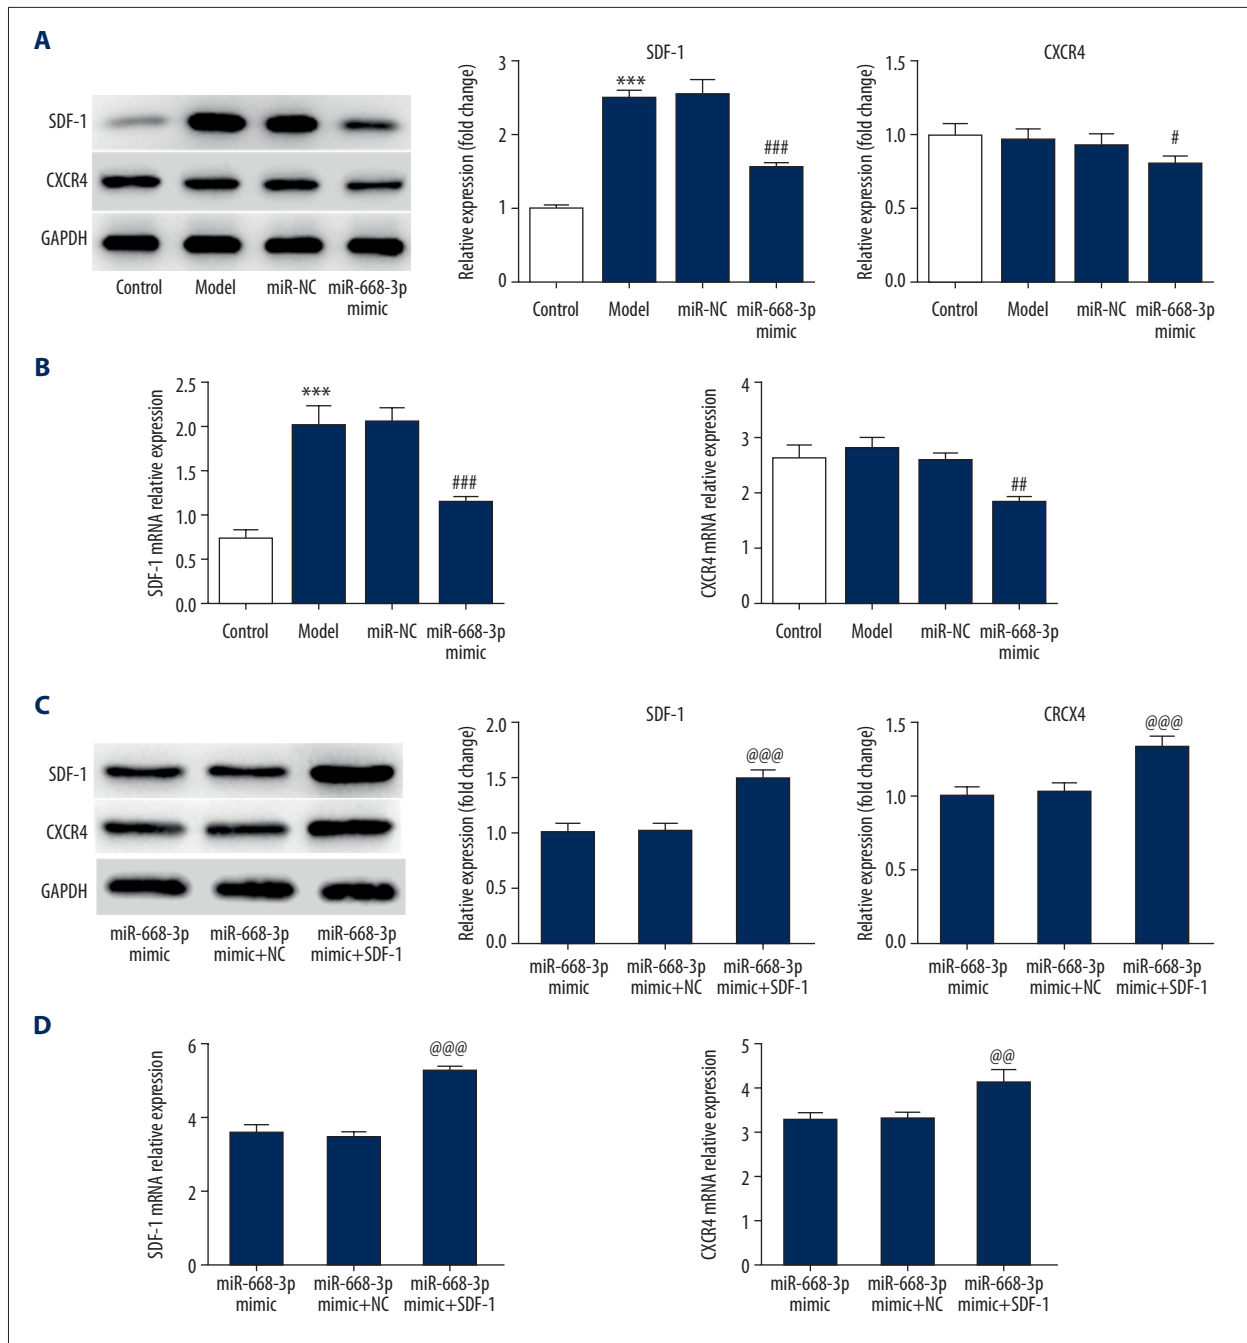 A
SDF-1
CXCR4
GAPDH
Control Model miR-NC miR-668-3p
mimic
SDF-1
Relative expression (fold change)
3
2
1
0
***
###
Control Model miR-NC miR-668-3p
mimic
CXCR4
Relative expression (fold change)
1.5
1.0
0.5
0.0
#
Control Model miR-NC miR-668-3p
mimic
B
SDF-1 mRNA relative expression
2.5
2.0
1.5
1.0
0.5
0.0
***
###
Control Model miR-NC miR-668-3p
mimic
CXCR4 mRNA relative expression
4
3
2
1
0
##
Control Model miR-NC miR-668-3p
mimic
C
SDF-1
CXCR4
GAPDH
miR-668-3p miR-668-3p miR-668-3p
mimic mimic+NC mimic+SDF-1
SDF-1
Relative expression (fold change)
2.0
1.5
1.0
0.5
0.0
@@@
miR-668-3p miR-668-3p miR-668-3p
mimic mimic+NC mimic+SDF-1
CRCX4
Relative expression (fold change)
1.5
1.0
0.5
0.0
@@@
miR-668-3p miR-668-3p miR-668-3p
mimic mimic+NC mimic+SDF-1
D
SDF-1 mRNA relative expression
6
4
2
0
@@@
miR-668-3p miR-668-3p miR-668-3p
mimic mimic+NC mimic+SDF-1
CXCR4 mRNA relative expression
5
4
3
2
1
0
@@
miR-668-3p miR-668-3p miR-668-3p
mimic mimic+NC mimic+SDF-1